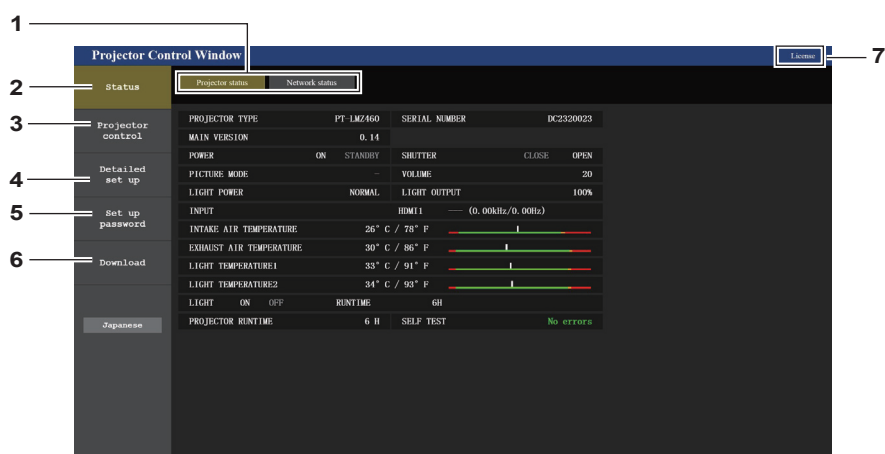 1
Projector Control Window
License
7
2
Status
Projector status Network status
3
Projector
control
4
Detailed
set up
5
Set up
password
6
Download
Japanese
PROJECTOR TYPE PT-LMZ460 SERIAL NUMBER DC2320023
MAIN VERSION 0.14
POWER ON STANDBY SHUTTER CLOSE OPEN
PICTURE MODE - VOLUME 20
LIGHT POWER NORMAL LIGHT OUTPUT 100%
INPUT HDMI1 --- (0.00kHz/0.00Hz)
INTAKE AIR TEMPERATURE 26° C / 78° F
EXHAUST AIR TEMPERATURE 30° C / 86° F
LIGHT TEMPERATURE1 33° C / 91° F
LIGHT TEMPERATURE2 34° C / 93° F
LIGHT ON OFF RUNTIME 6H
PROJECTOR RUNTIME 6 H SELF TEST No errors